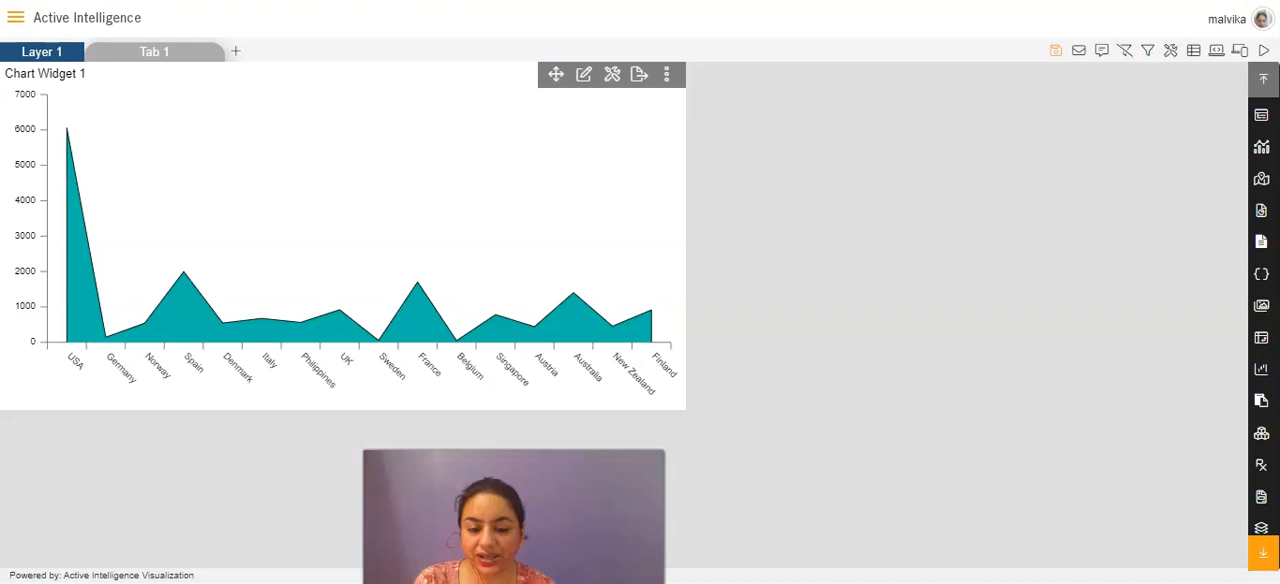 Active Intelligence
malvika
Layer 1
Tab 1
+
Chart Widget 1
7000
6000
5000
4000
3000
2000
1000
0
USA
Germany
Norway
Spain
Denmark
Italy
Philippines
UK
Sweden
France
Belgium
Singapore
Austria
Australia
New Zealand
Finland
Powered by: Active Intelligence Visualization